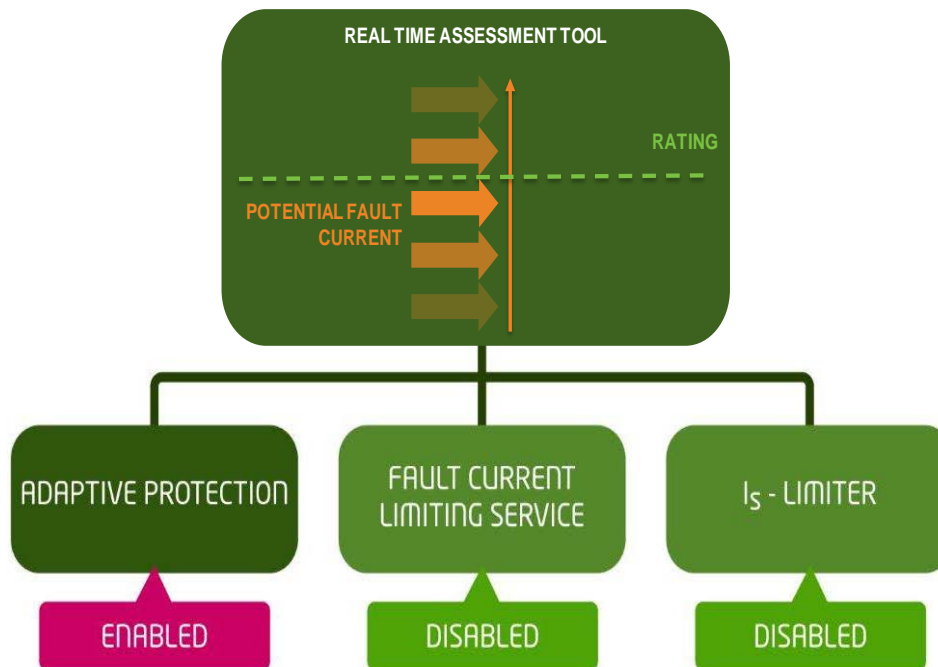 REAL TIME ASSESSMENT TOOL
RATING
POTENTIAL FAULT
CURRENT
ADAPTIVE PROTECTION
FAULT CURRENT
LIMITING SERVICE
Is - LIMITER
ENABLED
DISABLED
DISABLED